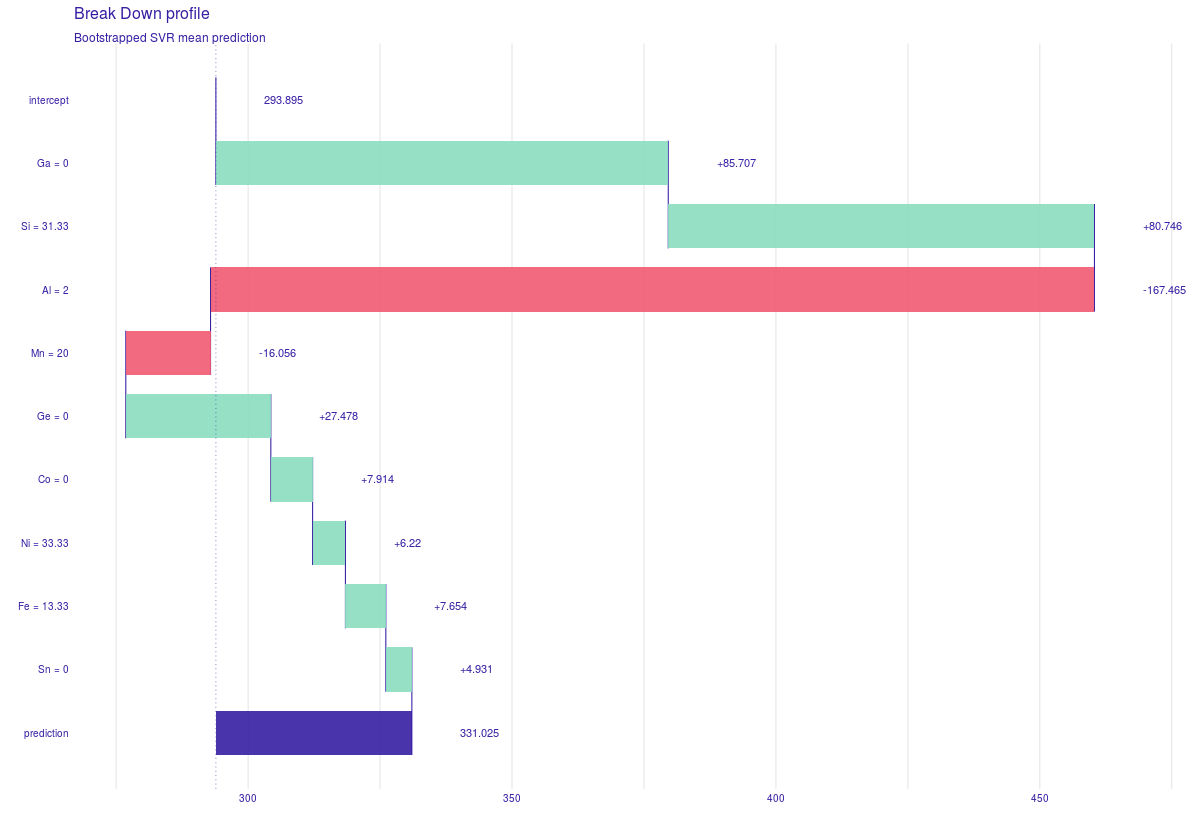 Break Down profile
Bootstrapped SVR mean prediction
intercept 293.895
Ga = 0 +85.707
Si = 31.33 +80.746
Al = 2 -167.465
Mn = 20 -16.056
Ge = 0 +27.478
Co = 0 +7.914
Ni = 33.33 +6.22
Fe = 13.33 +7.654
Sn = 0 +4.931
prediction 331.025
300 350 400 450